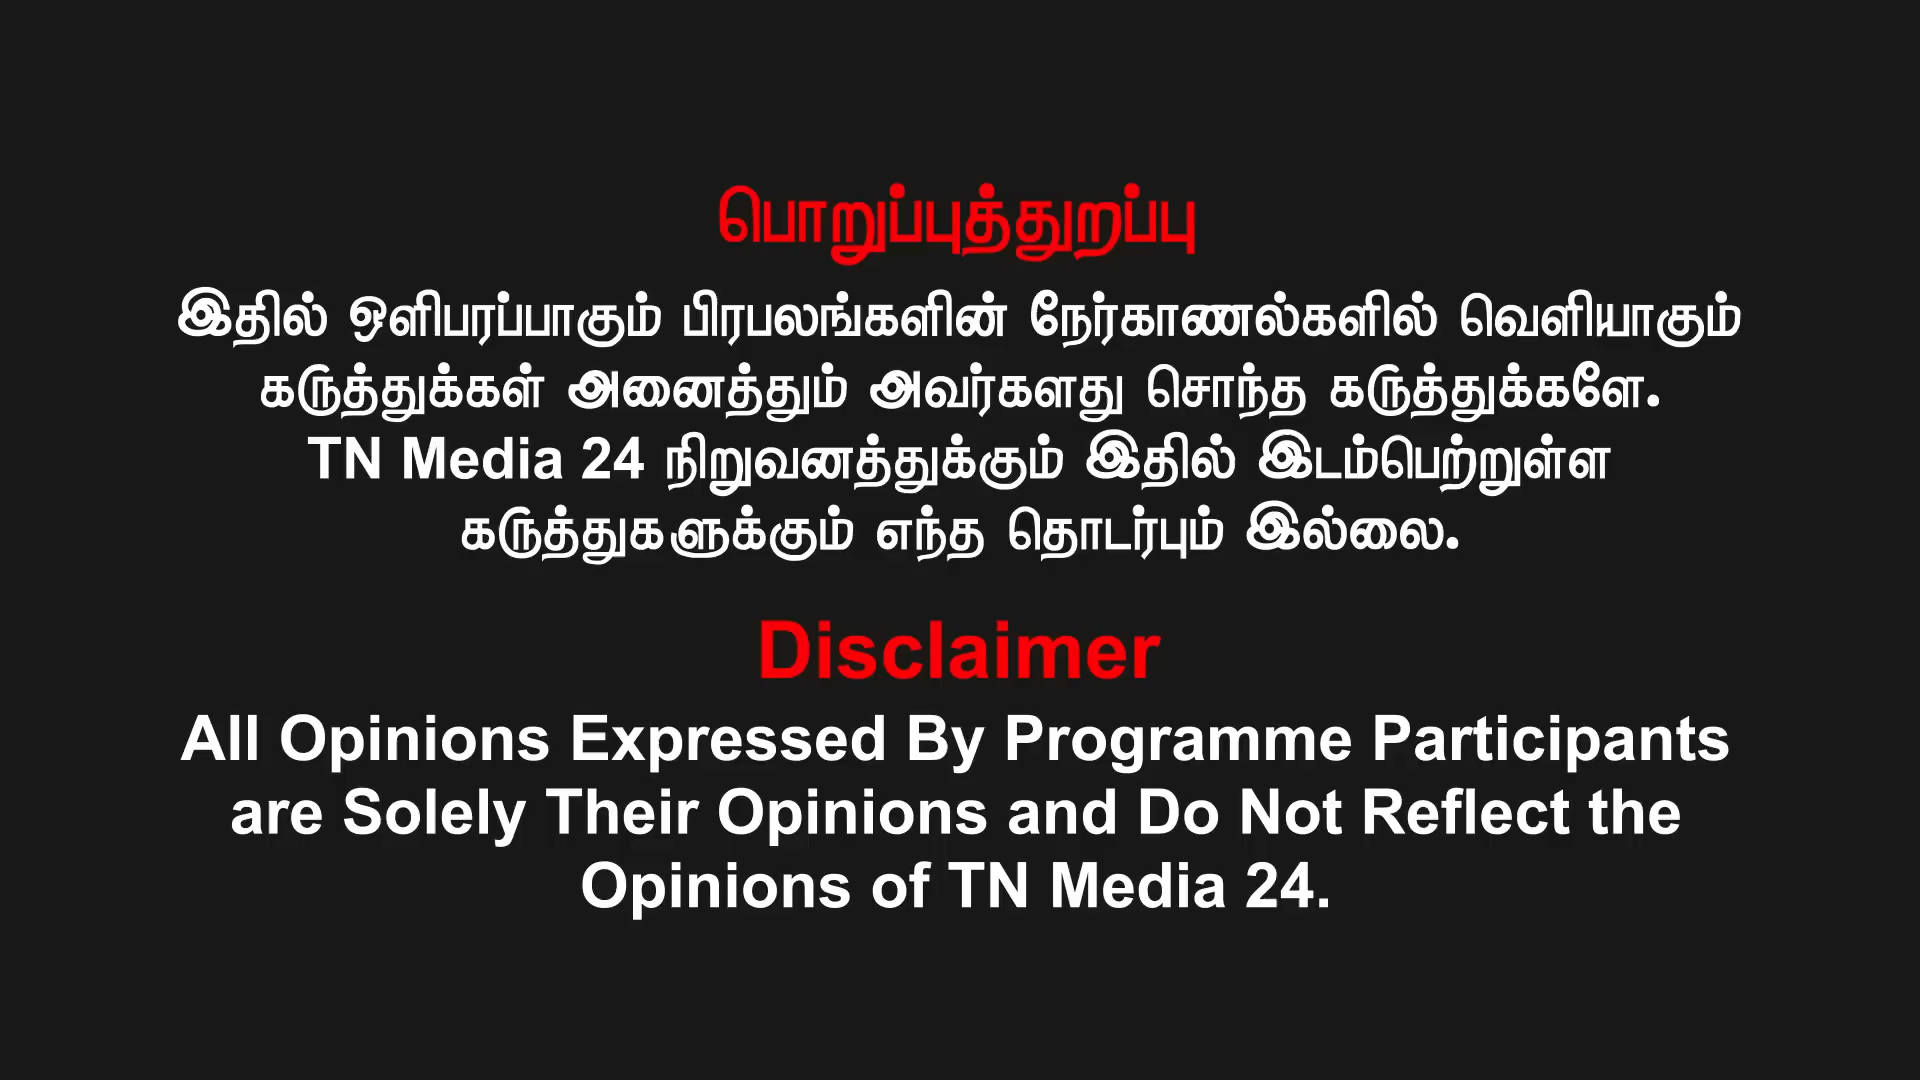 பொறுப்புத்துறப்பு
இதில் ஒளிபரப்பாகும் பிரபலங்களின் நேர்காணல்களில் வெளியாகும்
கருத்துக்கள் அனைத்தும் அவர்களது சொந்த கருத்துக்களே.
TN Media 24 நிறுவனத்துக்கும் இதில் இடம்பெற்றுள்ள
கருத்துகளுக்கும் எந்த தொடர்பும் இல்லை.
Disclaimer
All Opinions Expressed By Programme Participants
are Solely Their Opinions and Do Not Reflect the
Opinions of TN Media 24.